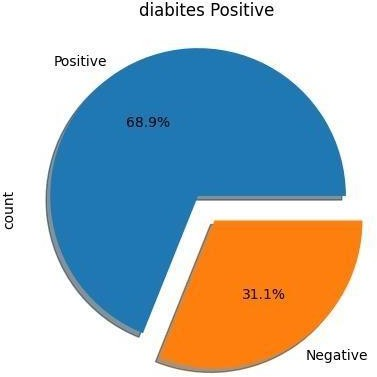 diabites Positive
Positive
68.9%
count
31.1%
Negative